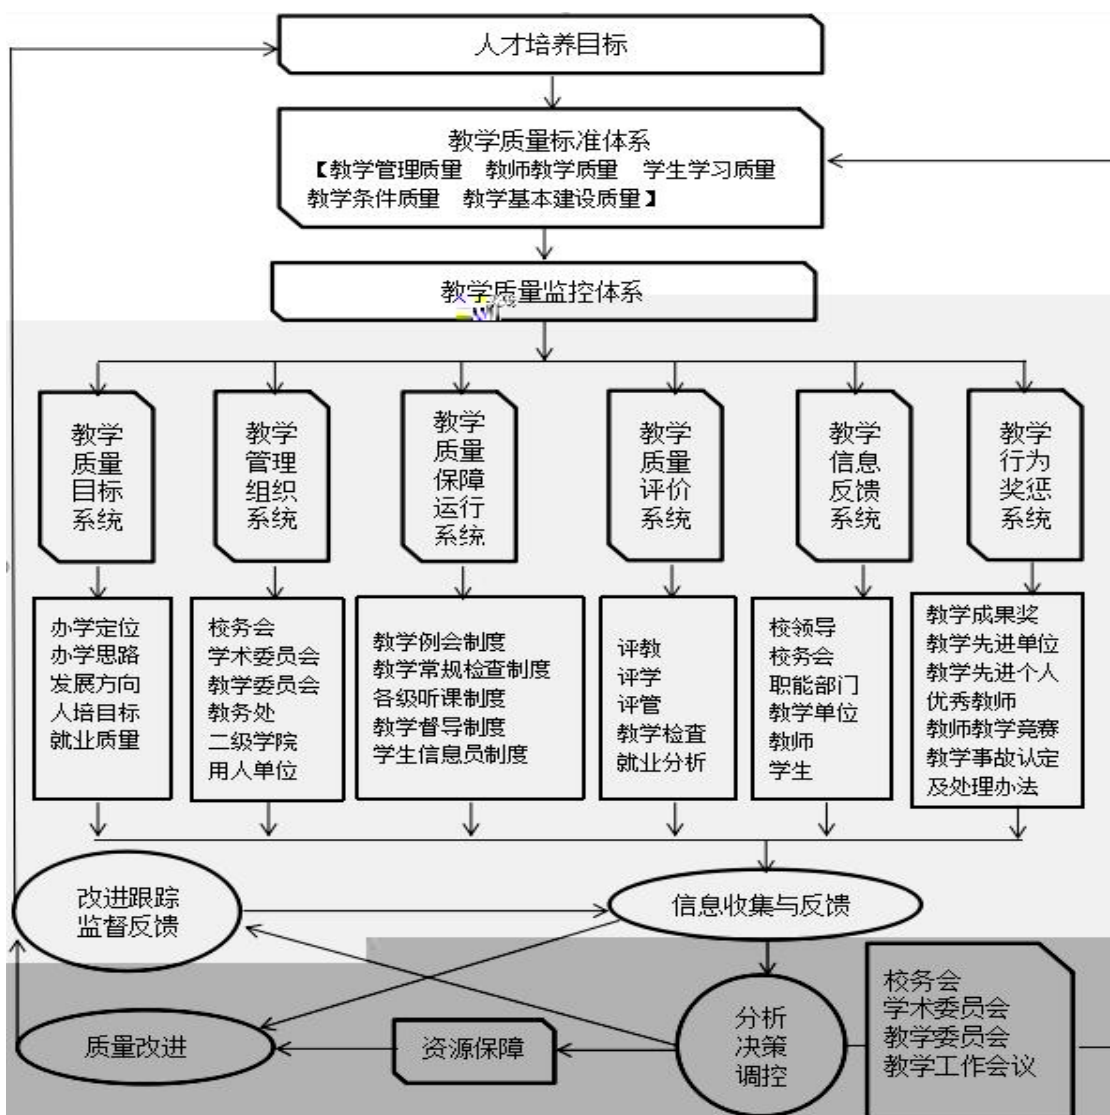 人才培养目标
教学质量标准体系
【教学管理质量 教师教学质量 学生学习质量
教学条件质量 教学基本建设质量】
教学质量监控体系
教学
质量
目标
系统
教学
管理
组织
系统
教学
质量
保障
运行
系统
教学
质量
评价
系统
教学
信息
反馈
系统
教学
行为
奖惩
系统
办学定位
办学思路
发展方向
人培目标
就业质量
校务会
学术委员会
教学委员会
教务处
二级学院
用人单位
教学例会制度
教学常规检查制度
各级听课制度
教学督导制度
学生信息员制度
评教
评学
评管
教学检查
就业分析
校领导
校务会
职能部门
教学单位
教师
学生
教学成果奖
教学先进单位
教学先进个人
优秀教师
教师教学竞赛
教学事故认定
及处理办法
改进跟踪
监督反馈
信息收集与反馈
质量改进
资源保障
分析
决策
调控
校务会
学术委员会
教学委员会
教学工作会议